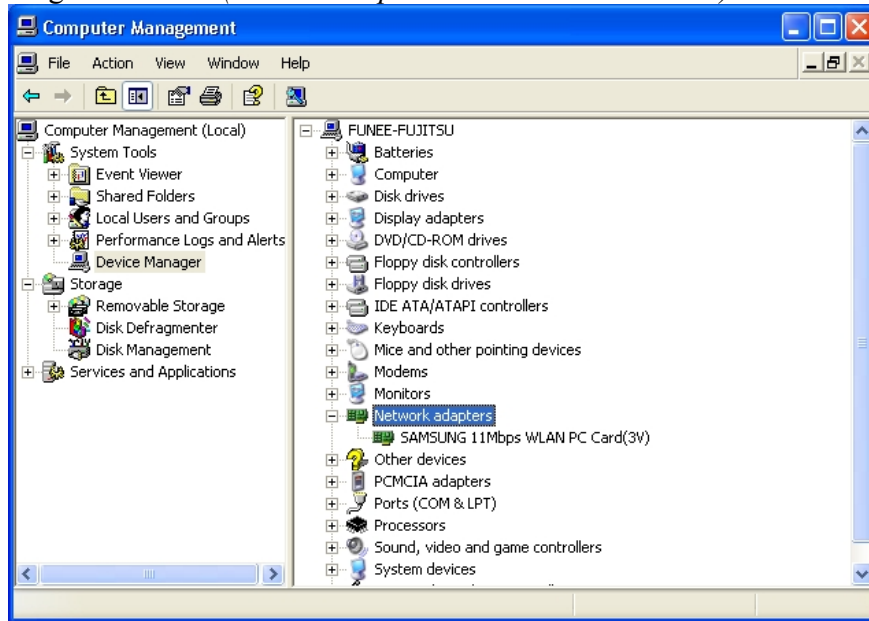 Computer Management
File Action View Window Help
Computer Management (Local)
System Tools
Event Viewer
Shared Folders
Local Users and Groups
Performance Logs and Alerts
Device Manager
Storage
Removable Storage
Disk Defragmenter
Disk Management
Services and Applications
FUNEE-FUJITSU
Batteries
Computer
Disk drives
Display adapters
DVD/CD-ROM drives
Floppy disk controllers
Floppy disk drives
IDE ATA/ATAPI controllers
Keyboards
Mice and other pointing devices
Modems
Monitors
Network adapters
SAMSUNG 11Mbps WLAN PC Card(3V)
Other devices
PCMCIA adapters
Ports (COM & LPT)
Processors
Sound, video and game controllers
System devices